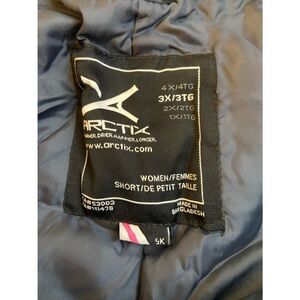 4X/4TG
3X/3TG
2X/2TG
1X/1TG
ARCTIX
WARMER.DRIER.HAPPIER.LONGER.
www.arctix.com
WOMEN/FEMMES
SHORT/DE PETIT TAILLE
MADE IN
BANGLADESH
SK